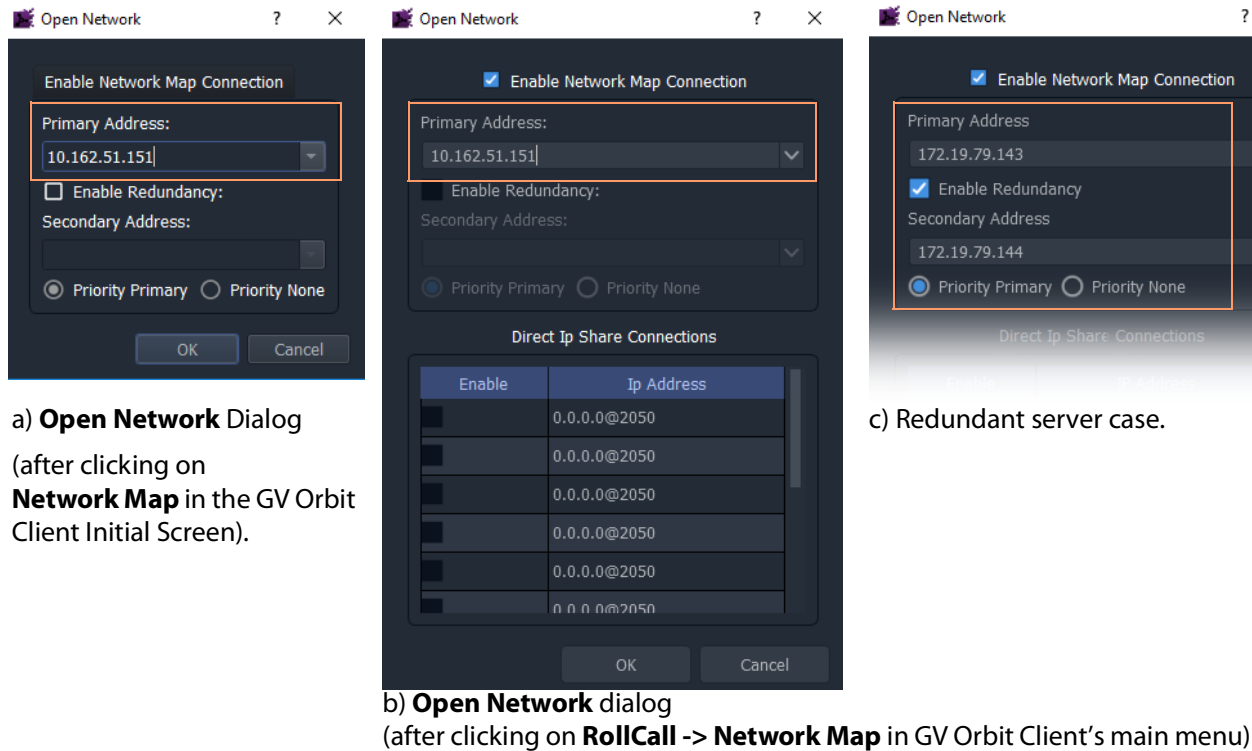 Open Network ? ×
Enable Network Map Connection
Primary Address:
10.162.51.151
Enable Redundancy:
Secondary Address:
Priority Primary Priority None
OK Cancel
a) Open Network Dialog
(after clicking on
Network Map in the GV Orbit
Client Initial Screen).
Open Network ? ×
Enable Network Map Connection
Primary Address:
10.162.51.151
Enable Redundancy:
Secondary Address:
Priority Primary Priority None
Direct Ip Share Connections
Enable Ip Address
0.0.0.0@2050
0.0.0.0@2050
0.0.0.0@2050
0.0.0.0@2050
0.0.0.0@2050
0.0.0.0@2050
OK Cancel
b) Open Network dialog
(after clicking on RollCall -> Network Map in GV Orbit Client’s main menu)
Open Network ?
Enable Network Map Connection
Primary Address
172.19.79.143
Enable Redundancy
Secondary Address
172.19.79.144
Priority Primary Priority None
Direct Ip Share Connections
c) Redundant server case.